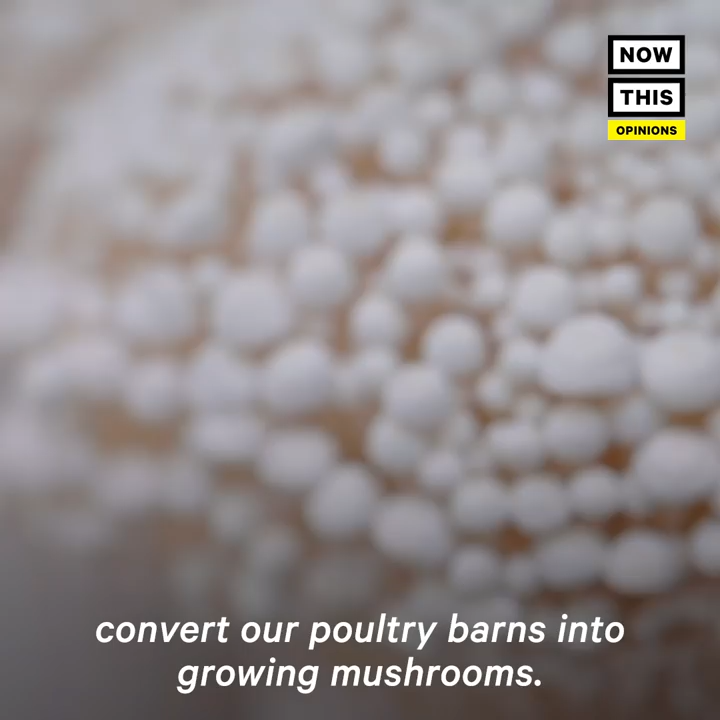 NOW
THIS
OPINIONS
convert our poultry barns into
growing mushrooms.